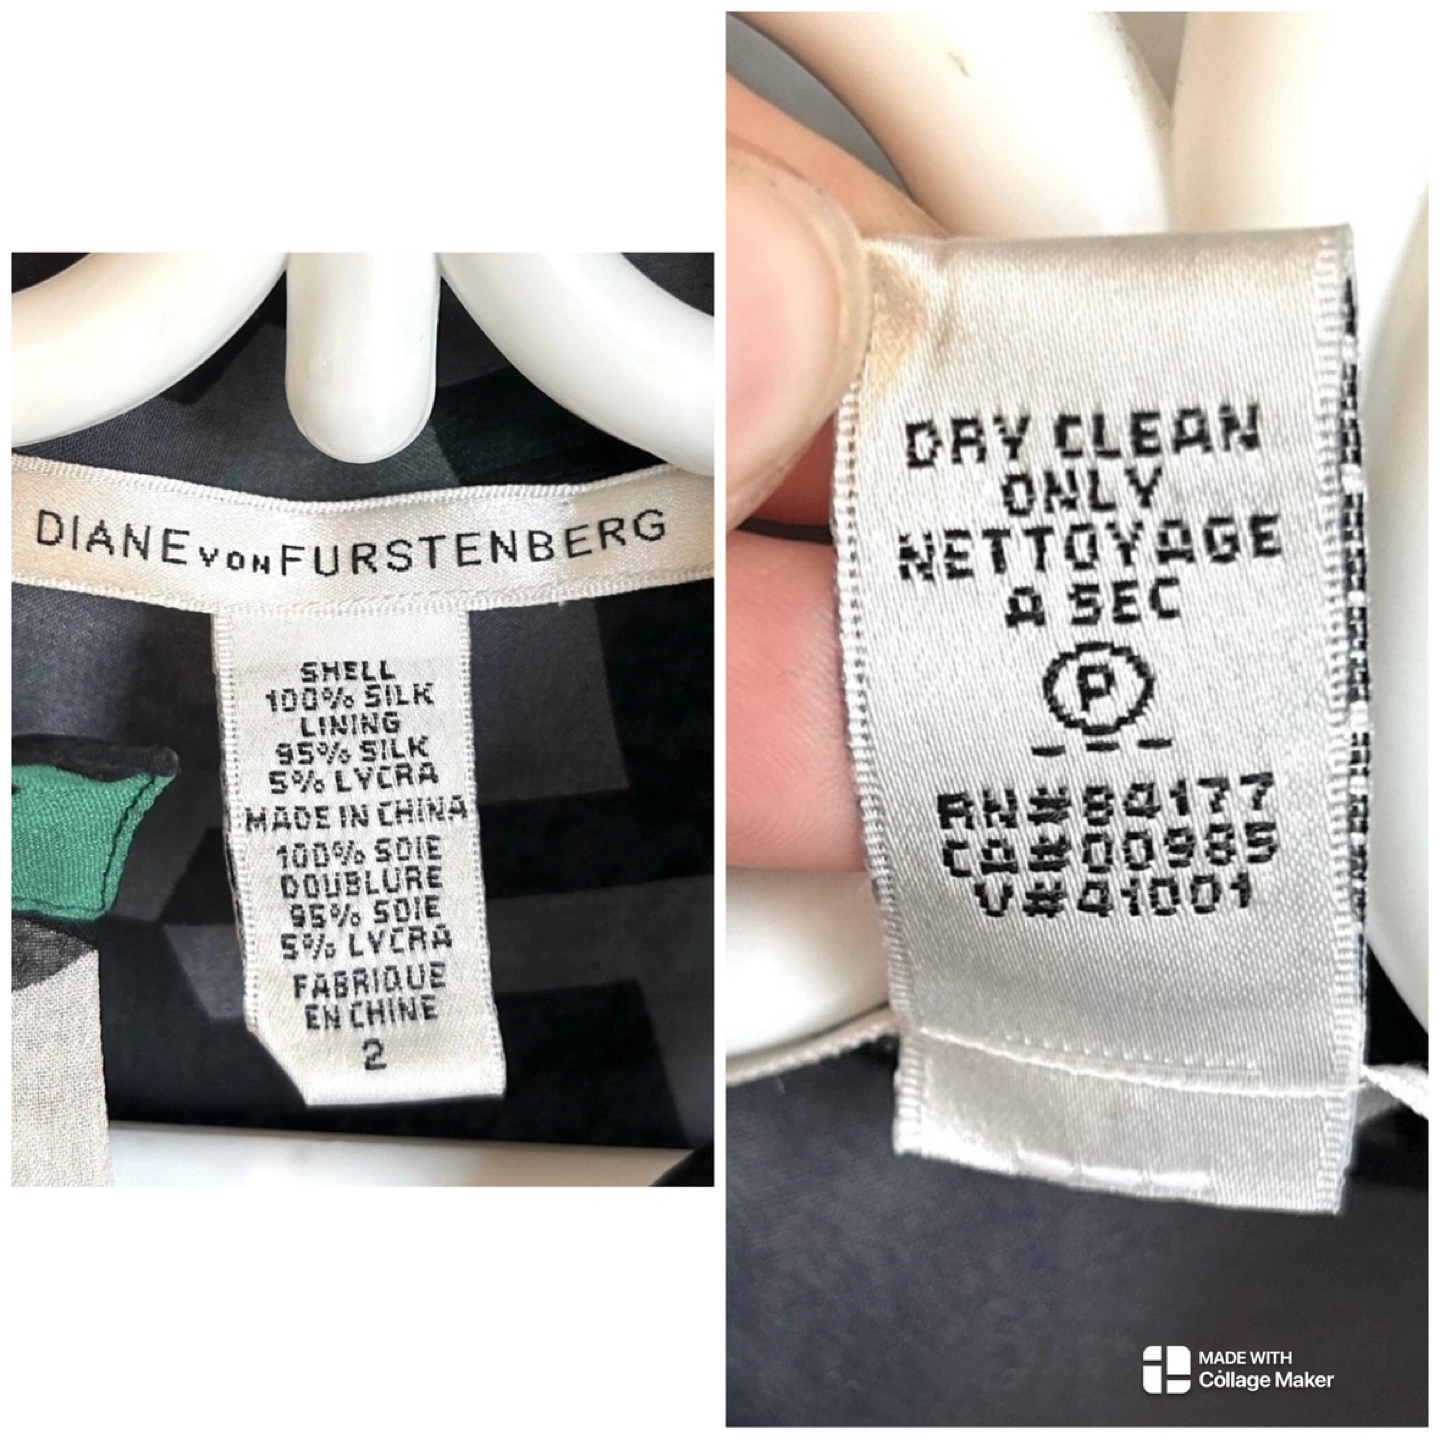 DIANE VON FURSTENBERG
SHELL
100% SILK
LINING
95% SILK
5% LYCRA
MADE IN CHINA
100% SOIE
DOUBLURE
95% SOIE
5% LYCRA
FABRIQUE
EN CHINE
2
DRY CLEAN
ONLY
NETTOYAGE
A SEC
P
RN#84177
CA#00985
V#41001
MADE WITH
Collage Maker